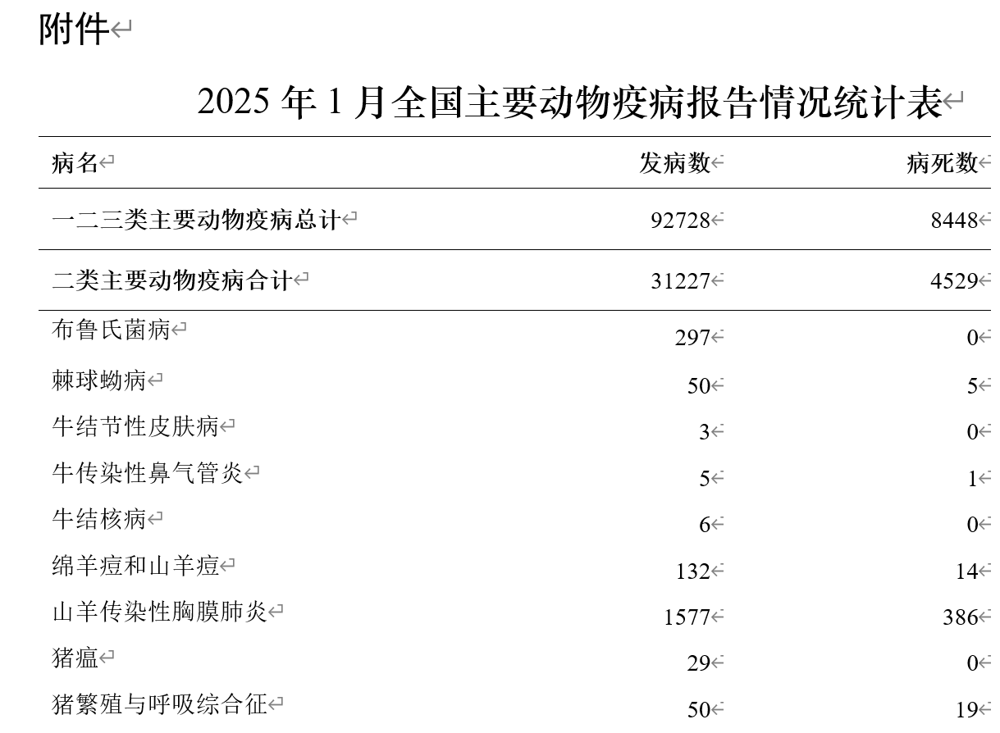 附件
2025 年 1 月全国主要动物疫病报告情况统计表
病名 发病数 病死数
一二三类主要动物疫病总计 92728 8448
二类主要动物疫病合计 31227 4529
布鲁氏菌病 297 0
棘球蚴病 50 5
牛结节性皮肤病 3 0
牛传染性鼻气管炎 5 1
牛结核病 6 0
绵羊痘和山羊痘 132 14
山羊传染性胸膜肺炎 1577 386
猪瘟 29 0
猪繁殖与呼吸综合征 50 19